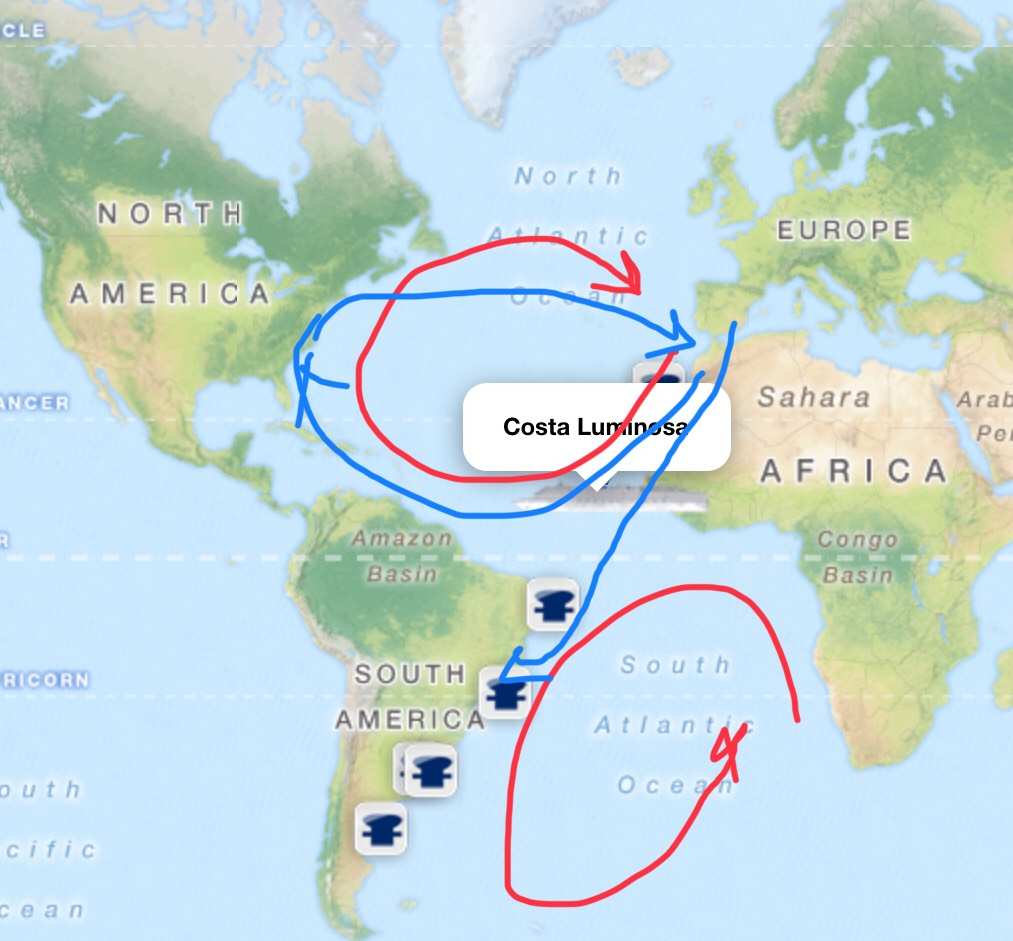 CLE
NORTH
AMERICA
North
Atlantic
Ocean
EUROPE
ANCER
Sahara
Arab
Pe
Costa Luminosa
AFRICA
R
Amazon
Basin
Congo
Basin
RICORN
SOUTH
AMERICA
South
Atlantic
Ocean
outh
cific
cean